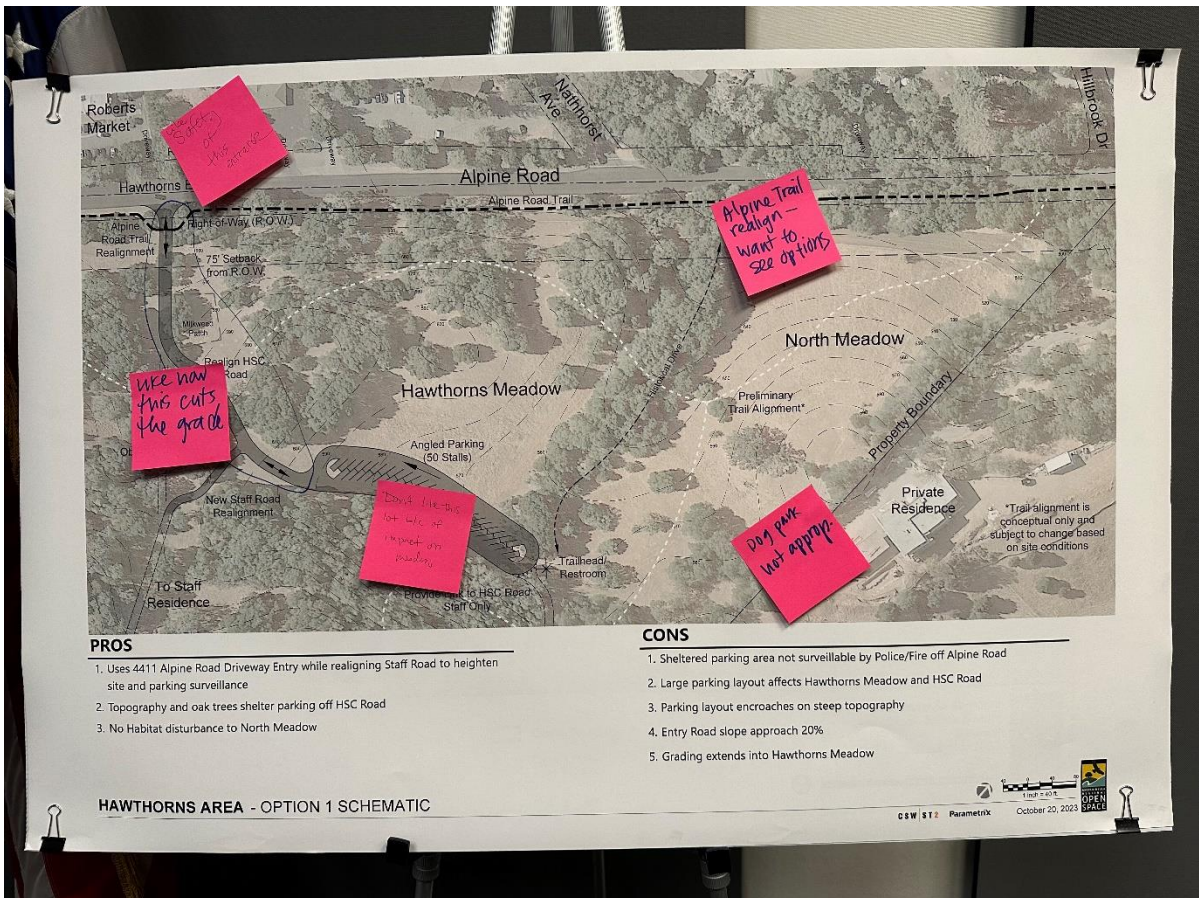 Roberts
Market
Nathhorst
Ave
Hillbrook Dr
Driveway
like
Safety
of
this
entrance
Alpine Road
Hawthorns E
Alpine Road Trail
Right-of-Way (R.O.W.)
Alpine
Road Trail
Realignment
75' Setback
from R.O.W.
Alpine Trail
realign —
want to
see options
Milkweed
Patch
Realign HSC
Road
like how
this cuts
the grade
Hawthorns Meadow
Historical Drive
North Meadow
Preliminary
Trail Alignment*
Property Boundary
Angled Parking
(50 Stalls)
New Staff Road
Realignment
Don't like this
lot b/c of
impact on
meadow
Dog park
not approp.
Private
Residence
*Trail alignment is
conceptual only and
subject to change based
on site conditions
Trailhead/
Restroom
to HSC Road
Staff Only
To Staff
Residence
PROS
1. Uses 4411 Alpine Road Driveway Entry while realigning Staff Road to heighten
site and parking surveillance
2. Topography and oak trees shelter parking off HSC Road
3. No Habitat disturbance to North Meadow
CONS
1. Sheltered parking area not surveillable by Police/Fire off Alpine Road
2. Large parking layout affects Hawthorns Meadow and HSC Road
3. Parking layout encroaches on steep topography
4. Entry Road slope approach 20%
5. Grading extends into Hawthorns Meadow
HAWTHORNS AREA - OPTION 1 SCHEMATIC
1 inch = 40 ft.
CSW|ST2
Parametrix
October 20, 2023
REGIONAL
OPEN
SPACE